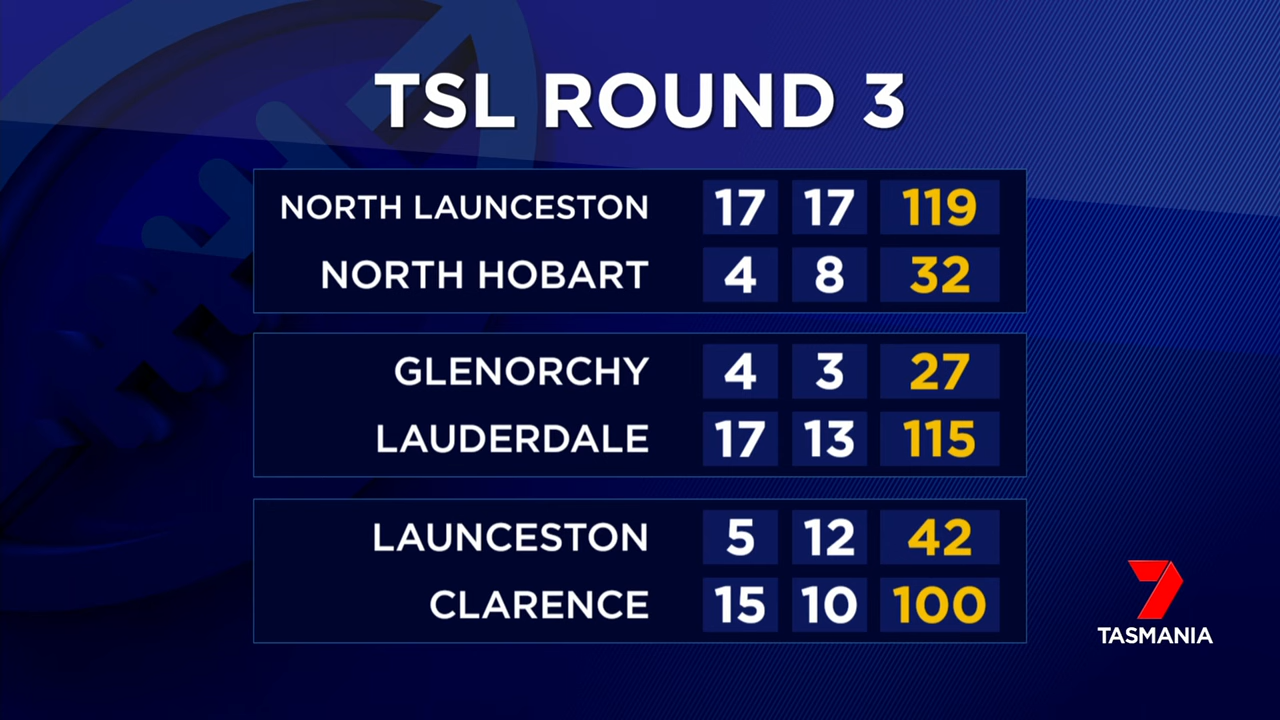 TSL ROUND 3
NORTH LAUNCESTON 17 17 119
NORTH HOBART 4 8 32
GLENORCHY 4 3 27
LAUDERDALE 17 13 115
LAUNCESTON 5 12 42
CLARENCE 15 10 100
7
TASMANIA